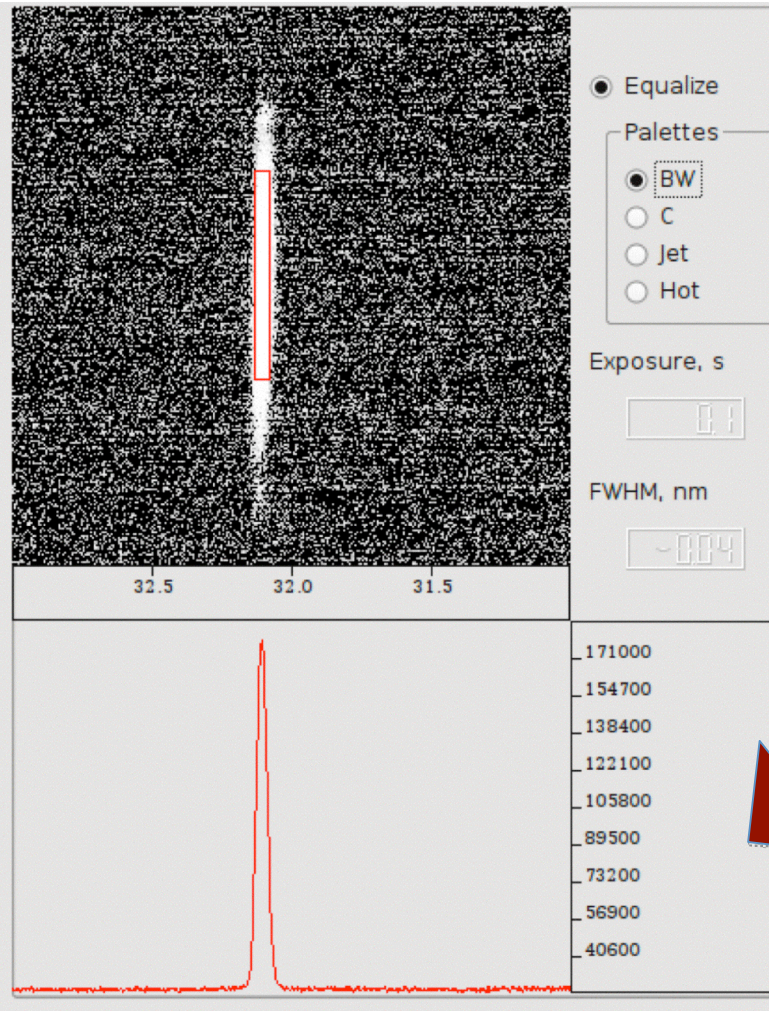 Equalize
Palettes
BW
C
Jet
Hot
Exposure, s
0.1
FWHM, nm
-0.04
32.5 32.0 31.5
171000
154700
138400
122100
105800
89500
73200
56900
40600